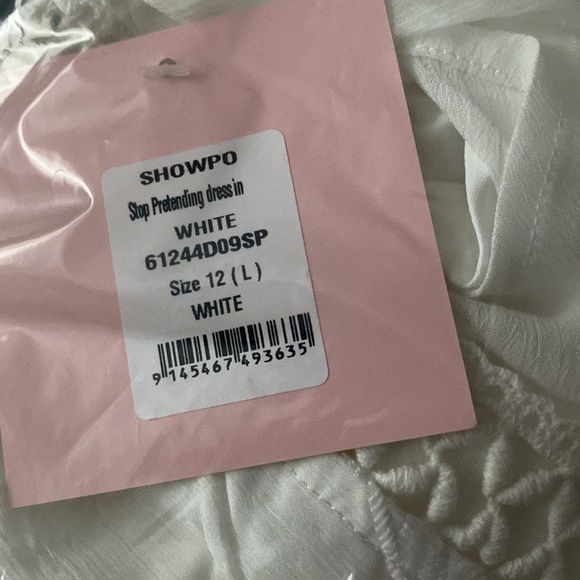 SHOWPO
Stop Pretending dress in
WHITE
61244D09SP
Size 12 ( L )
WHITE
9 145467 493635